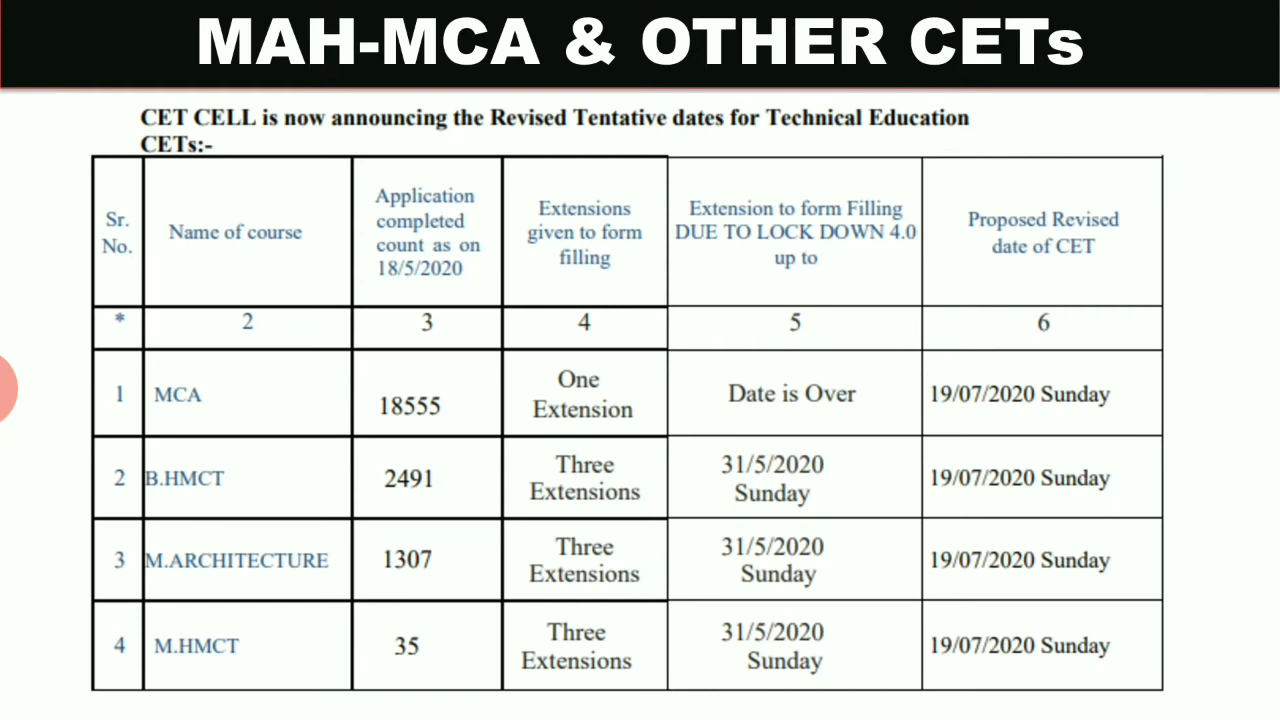 MAH-MCA & OTHER CETs
CET CELL is now announcing the Revised Tentative dates for Technical Education
CETs:-
Sr.
No.
Name of course
Application
completed
count as on
18/5/2020
Extensions
given to form
filling
Extension to form Filling
DUE TO LOCK DOWN 4.0
up to
Proposed Revised
date of CET
*
2
3
4
5
6
1
MCA
18555
One
Extension
Date is Over
19/07/2020 Sunday
2
B.HMCT
2491
Three
Extensions
31/5/2020
Sunday
19/07/2020 Sunday
3
M.ARCHITECTURE
1307
Three
Extensions
31/5/2020
Sunday
19/07/2020 Sunday
4
M.HMCT
35
Three
Extensions
31/5/2020
Sunday
19/07/2020 Sunday